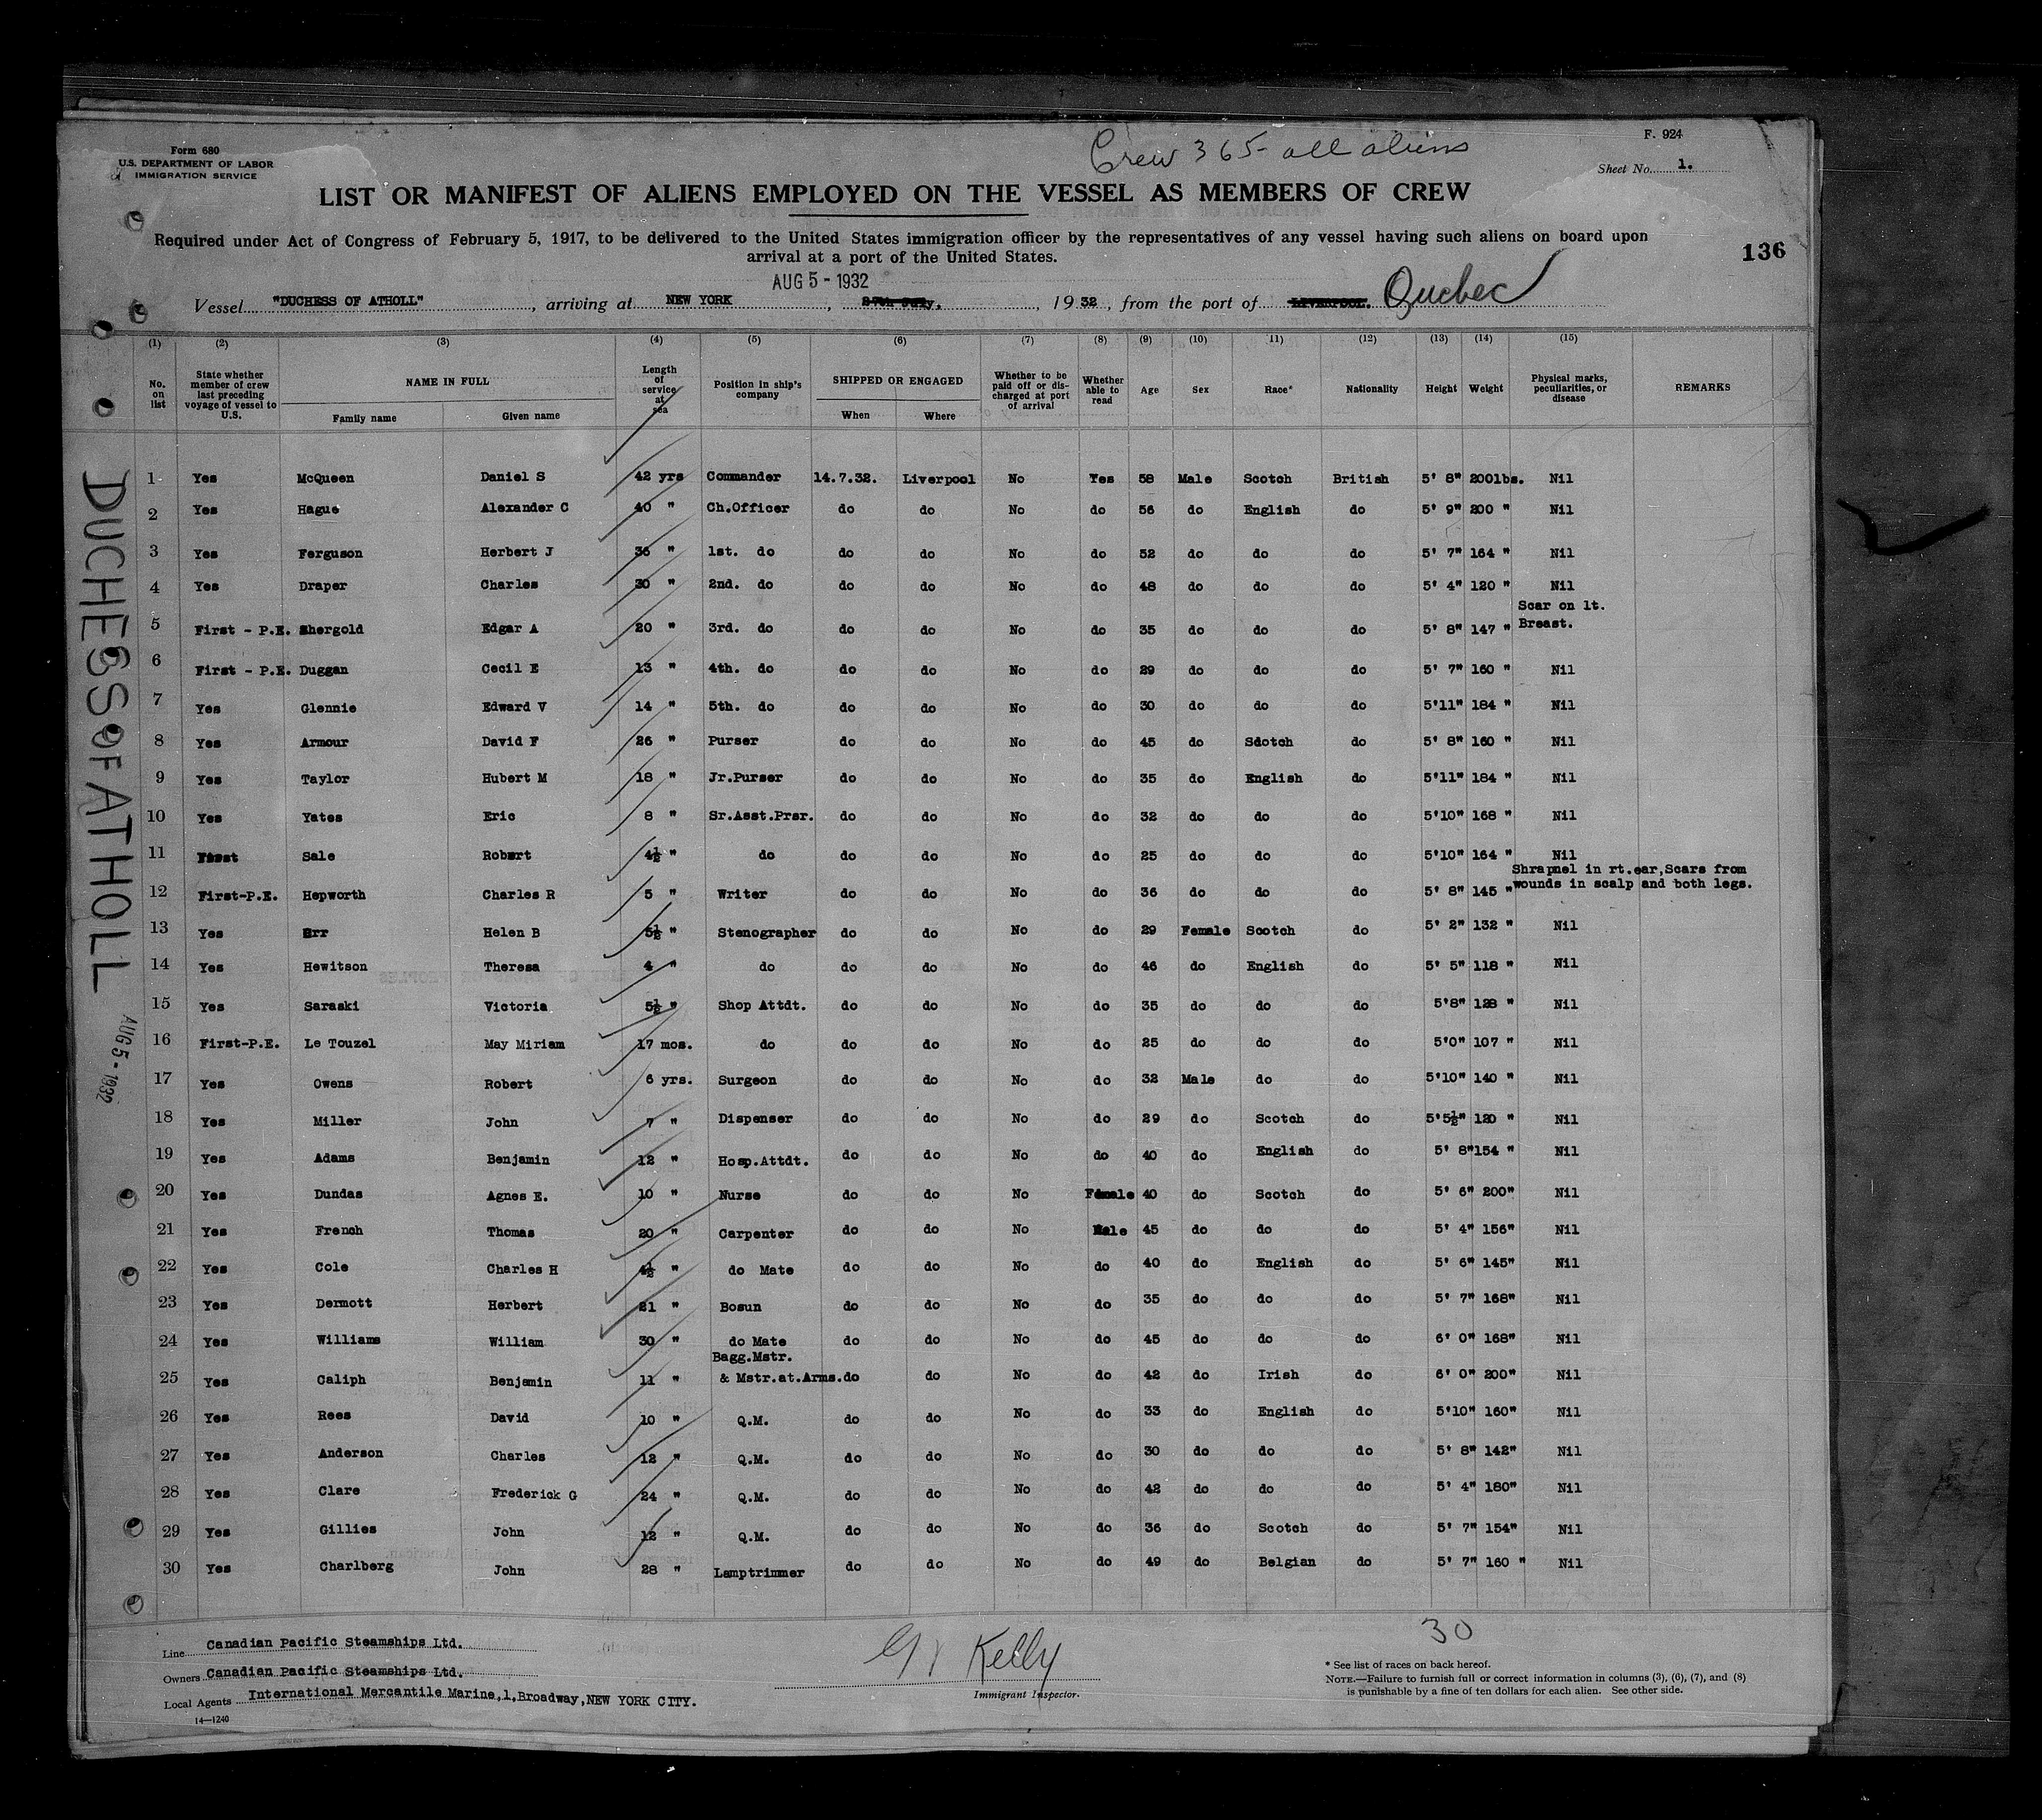 Form 680
U.S. DEPARTMENT OF LABOR
IMMIGRATION SERVICE
Crew 365 - all aliens
F. 924
Sheet No. 1.
LIST OR MANIFEST OF ALIENS EMPLOYED ON THE VESSEL AS MEMBERS OF CREW
Required under Act of Congress of February 5, 1917, to be delivered to the United States immigration officer by the representatives of any vessel having such aliens on board upon
arrival at a port of the United States.
136
AUG 5 - 1932
Vessel "DUCHESS OF ATHOLL", arriving at NEW YORK, 27th July, 1932, from the port of LIVERPOOL. Quebec
(1) (2) (3) (4) (5) (6) (7) (8) (9) (10) 11) (12) (13) (14) (15)
No. on list
State whether member of crew last preceding voyage of vessel to U.S.
NAME IN FULL
Family name
Given name
Length of service at sea
Position in ship's company
SHIPPED OR ENGAGED
When
Where
Whether to be paid off or discharged at port of arrival
Whether able to read
Age
Sex
Race*
Nationality
Height
Weight
Physical marks, peculiarities, or disease
REMARKS
1 Yes McQueen Daniel S 42 yrs Commander 14.7.32. Liverpool No Yes 58 Male Scotch British 5' 8" 200lbs. Nil
2 Yes Hague Alexander C 40 " Ch.Officer do do No do 56 do English do 5' 9" 200 " Nil
3 Yes Ferguson Herbert J 36 " 1st. do do do No do 52 do do do 5' 7" 164 " Nil
4 Yes Draper Charles 30 " 2nd. do do do No do 48 do do do 5' 4" 120 " Nil
5 First - P.E. Shergold Edgar A 20 " 3rd. do do do No do 35 do do do 5' 8" 147 " Scar on lt. Breast.
6 First - P.E. Duggan Cecil E 13 " 4th. do do do No do 29 do do do 5' 7" 160 " Nil
7 Yes Glennie Edward V 14 " 5th. do do do No do 30 do do do 5'11" 184 " Nil
8 Yes Armour David F 26 " Purser do do No do 45 do Sdotch do 5' 8" 160 " Nil
9 Yes Taylor Hubert M 18 " Jr.Purser do do No do 35 do English do 5'11" 184 " Nil
10 Yes Yates Eric 8 " Sr.Asst.Prsr. do do No do 32 do do do 5'10" 168 " Nil
11 First Sale Robert 4½ " do do do No do 25 do do do 5'10" 164 " Nil
12 First-P.E. Hepworth Charles R 5 " Writer do do No do 36 do do do 5' 8" 145 " Shrapnel in rt.ear,Scars from wounds in scalp and both legs.
13 Yes Err Helen B 5½ " Stenographer do do No do 29 Female Scotch do 5' 2" 132 " Nil
14 Yes Hewitson Theresa 4 " do do do No do 46 do English do 5' 5" 118 " Nil
15 Yes Saraski Victoria 5½ " Shop Attdt. do do No do 35 do do do 5'8" 128 " Nil
16 First-P.E. Le Touzel May Miriam 17 mos. do do do No do 25 do do do 5'0" 107 " Nil
17 Yes Owens Robert 6 yrs. Surgeon do do No do 32 Male do do 5'10" 140 " Nil
18 Yes Miller John 7 " Dispenser do do No do 29 do Scotch do 5'5½" 120 " Nil
19 Yes Adams Benjamin 12 " Hosp.Attdt. do do No do 40 do English do 5' 8" 154 " Nil
20 Yes Dundas Agnes E. 10 " Nurse do do No Female 40 do Scotch do 5' 6" 200" Nil
21 Yes French Thomas 20 " Carpenter do do No Male 45 do do do 5' 4" 156" Nil
22 Yes Cole Charles H 4½ " do Mate do do No do 40 do English do 5' 6" 145" Nil
23 Yes Dermott Herbert 21 " Bosun do do No do 35 do do do 5' 7" 168" Nil
24 Yes Williams William 30 " do Mate do do No do 45 do do do 6' 0" 168" Nil
25 Yes Caliph Benjamin 11 " Bagg.Mstr. & Mstr.at.Arms. do do No do 42 do Irish do 6' 0" 200" Nil
26 Yes Rees David 10 " Q.M. do do No do 33 do English do 5'10" 160" Nil
27 Yes Anderson Charles 12 " Q.M. do do No do 30 do do do 5' 8" 142" Nil
28 Yes Clare Frederick G 24 " Q.M. do do No do 42 do do do 5' 4" 180" Nil
29 Yes Gillies John 12 " Q.M. do do No do 36 do Scotch do 5' 7" 154" Nil
30 Yes Charlberg John 28 " Lamptrimmer do do No do 49 do Belgian do 5' 7" 160 " Nil
DUCHESS OF ATHOLL
AUG 5 - 1932
30
Line Canadian Pacific Steamships Ltd.
Owners Canadian Pacific Steamships Ltd.
Local Agents International Mercantile Marine,1,Broadway,NEW YORK CITY.
14—1240
Kelly
Immigrant Inspector.
* See list of races on back hereof.
NOTE.—Failure to furnish full or correct information in columns (3), (6), (7), and (8)
is punishable by a fine of ten dollars for each alien. See other side.